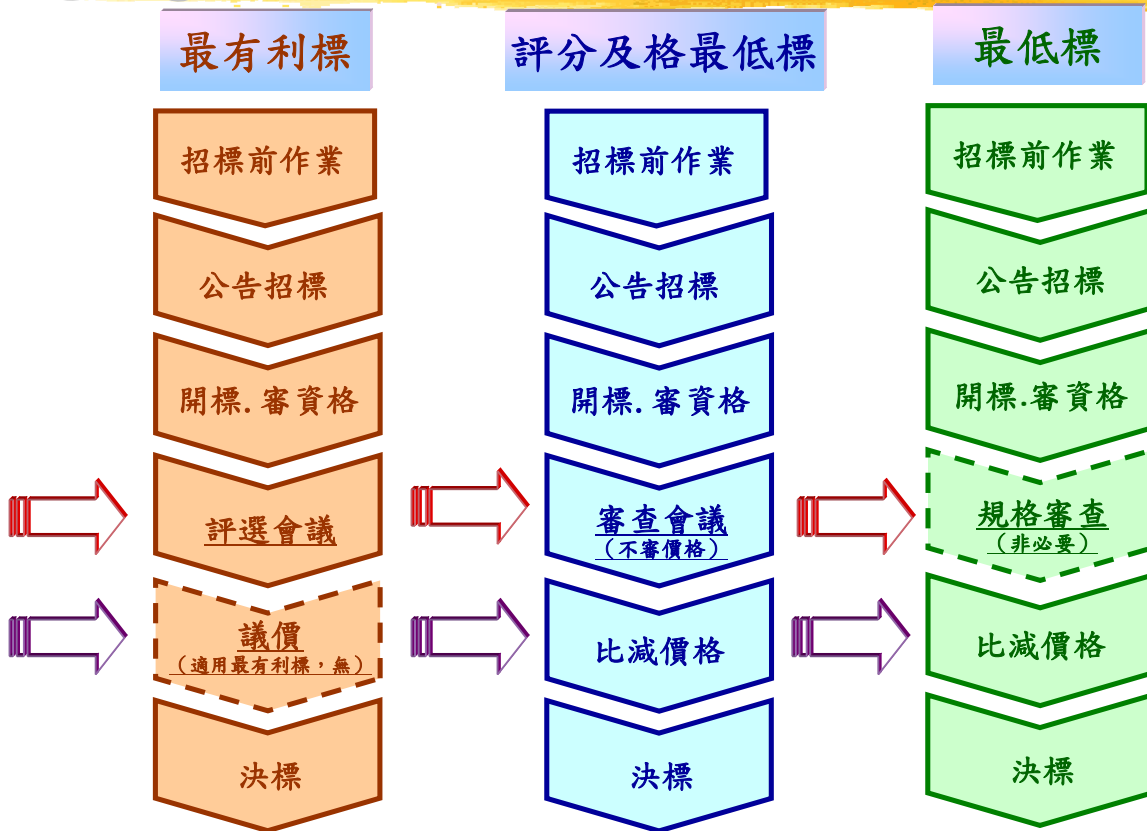 最有利標
招標前作業
公告招標
開標.審資格
評選會議
議價
（適用最有利標，無）
決標
評分及格最低標
招標前作業
公告招標
開標.審資格
審查會議
（不審價格）
比減價格
決標
最低標
招標前作業
公告招標
開標.審資格
規格審查
（非必要）
比減價格
決標